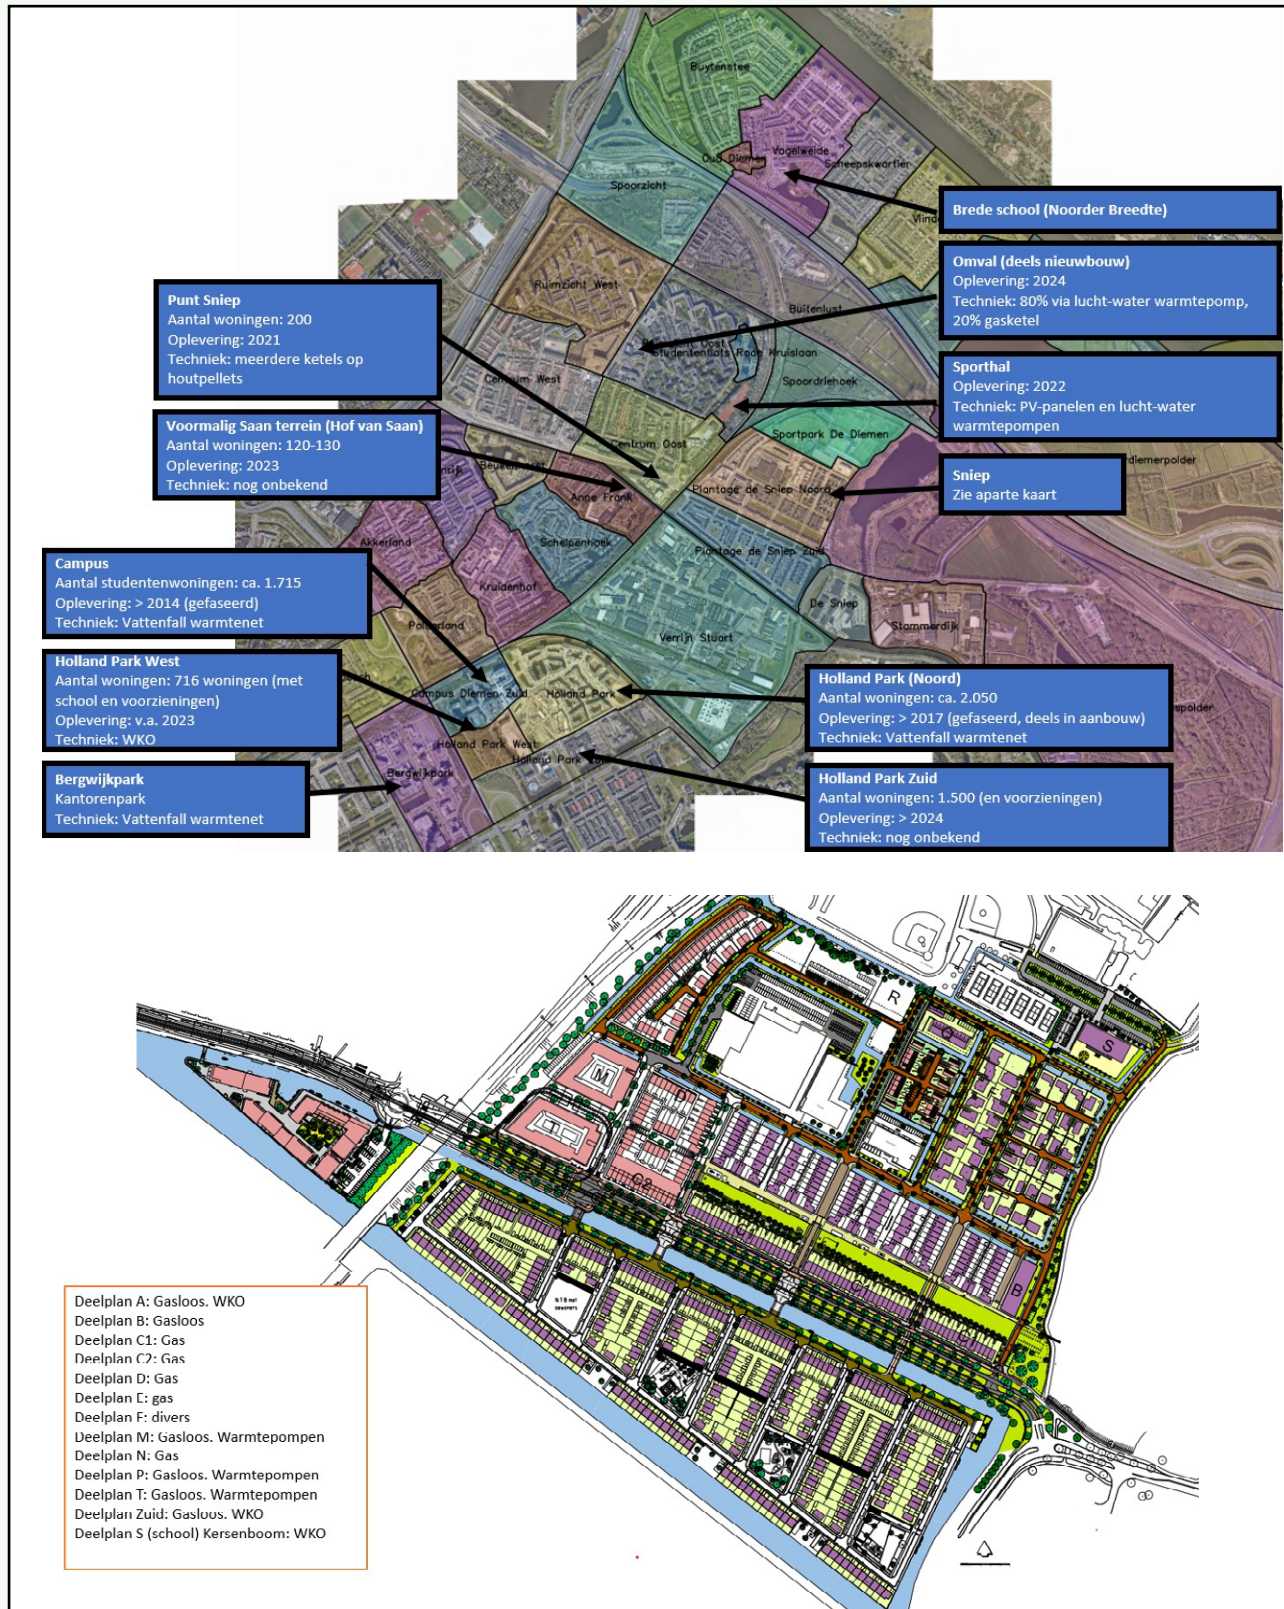 Buytenstee
Oud Diemen
Vogelweide
Scheepskwartier
Spoorzicht
Brede school (Noorder Breedte)
Omval (deels nieuwbouw)
Oplevering: 2024
Techniek: 80% via lucht-water warmtepomp,
20% gasketel
Ruimzicht West
Buitenlust
Punt Sniep
Aantal woningen: 200
Oplevering: 2021
Techniek: meerdere ketels op
houtpellets
Studentenflats Rode Kruislaan
Centrum West
Spoordriehoek
Sporthal
Oplevering: 2022
Techniek: PV-panelen en lucht-water
warmtepompen
Voormalig Saan terrein (Hof van Saan)
Aantal woningen: 120-130
Oplevering: 2023
Techniek: nog onbekend
Centrum Oost
Sportpark De Diemen
Sniep
Zie aparte kaart
Anne Frank
Plantage de Sniep Noord
Akkerland
Schelpenhoek
Plantage de Sniep Zuid
Kruidenhof
Campus
Aantal studentenwoningen: ca. 1.715
Oplevering: > 2014 (gefaseerd)
Techniek: Vattenfall warmtenet
De Sniep
Stammerdijk
Polderland
Verrijn Stuart
Holland Park West
Aantal woningen: 716 woningen (met
school en voorzieningen)
Oplevering: v.a. 2023
Techniek: WKO
Campus Diemen Zuid
Holland Park
Holland Park (Noord)
Aantal woningen: ca. 2.050
Oplevering: > 2017 (gefaseerd, deels in aanbouw)
Techniek: Vattenfall warmtenet
Holland Park West
Bergwijkpark
Bergwijkpark
Kantorenpark
Techniek: Vattenfall warmtenet
Holland Park Zuid
Aantal woningen: 1.500 (en voorzieningen)
Oplevering: > 2024
Techniek: nog onbekend
R
S
M
D
C2
A
C1
B
N.T.B met
bewoners
Deelplan A: Gasloos. WKO
Deelplan B: Gasloos
Deelplan C1: Gas
Deelplan C2: Gas
Deelplan D: Gas
Deelplan E: gas
Deelplan F: divers
Deelplan M: Gasloos. Warmtepompen
Deelplan N: Gas
Deelplan P: Gasloos. Warmtepompen
Deelplan T: Gasloos. Warmtepompen
Deelplan Zuid: Gasloos. WKO
Deelplan S (school) Kersenboom: WKO